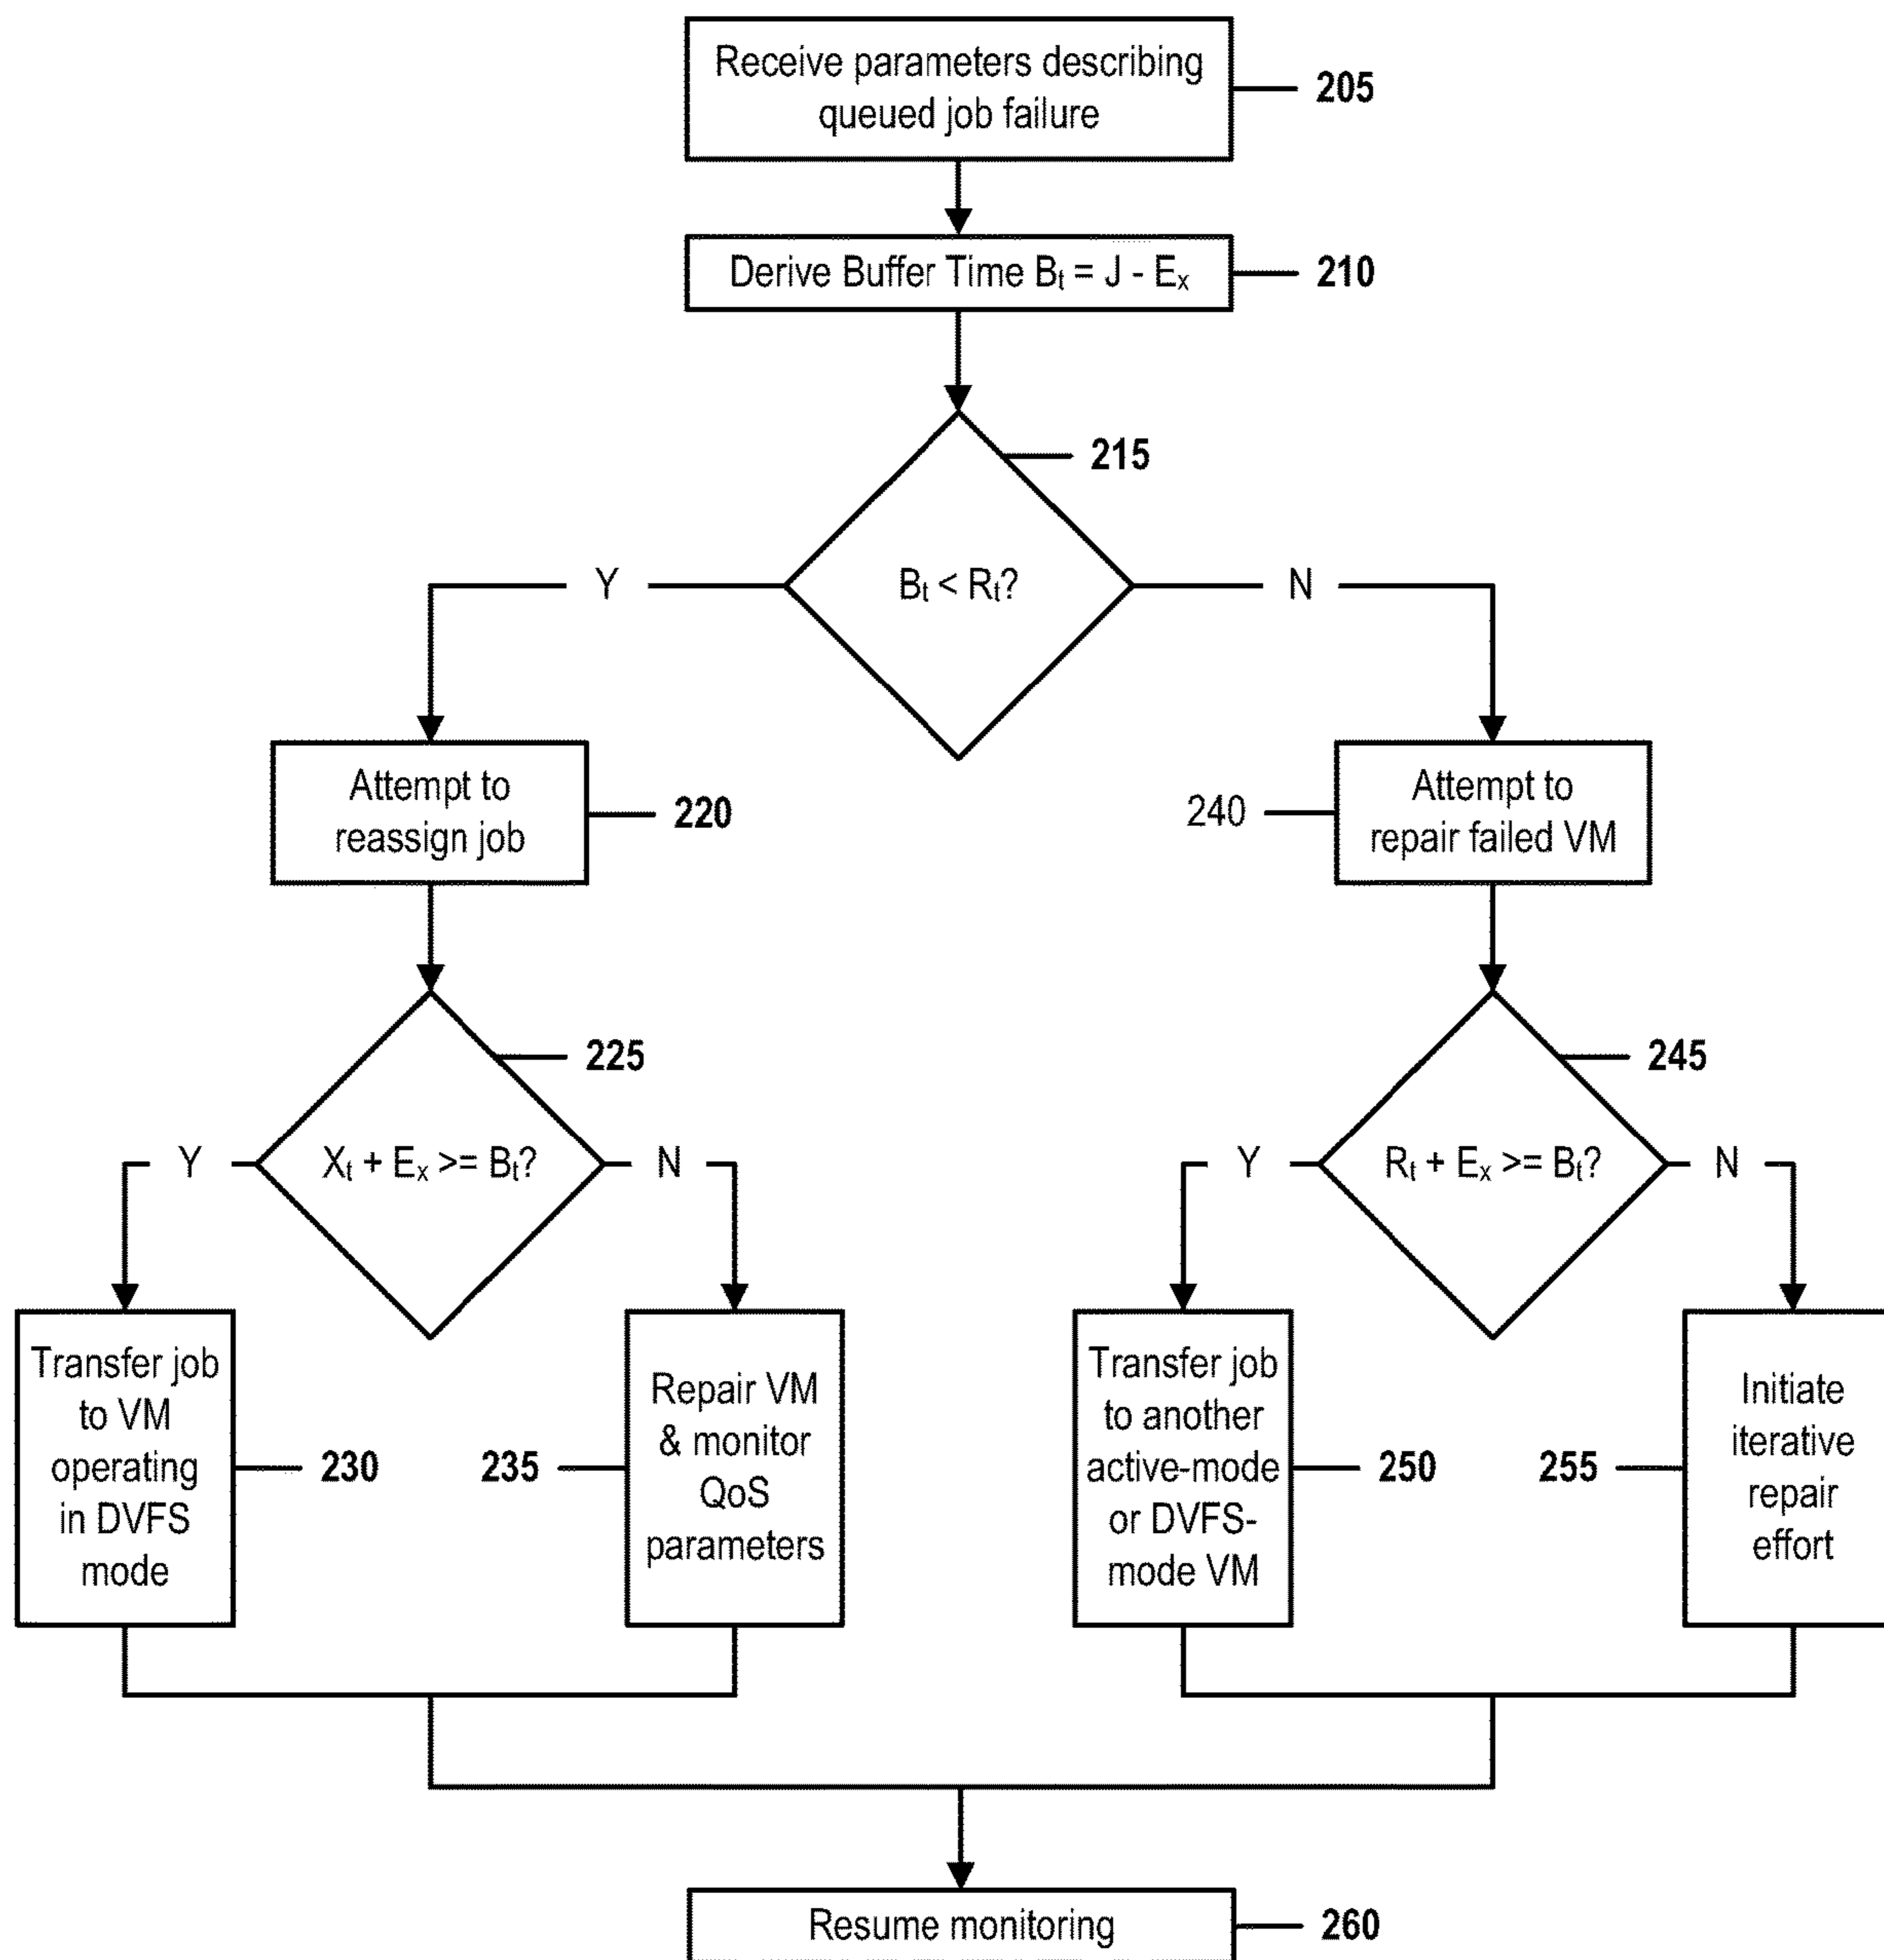 Receive parameters describing
queued job failure
205
Derive Buffer Time Bt = J - Ex
210
215
Bt < Rt?
Y
N
Attempt to
reassign job
220
240
Attempt to
repair failed VM
225
Xt + Ex >= Bt?
Y
N
245
Rt + Ex >= Bt?
Y
N
Transfer job
to VM
operating
in DVFS
mode
230
235
Repair VM
& monitor
QoS
parameters
Transfer job
to another
active-mode
or DVFS-
mode VM
250
255
Initiate
iterative
repair
effort
Resume monitoring
260